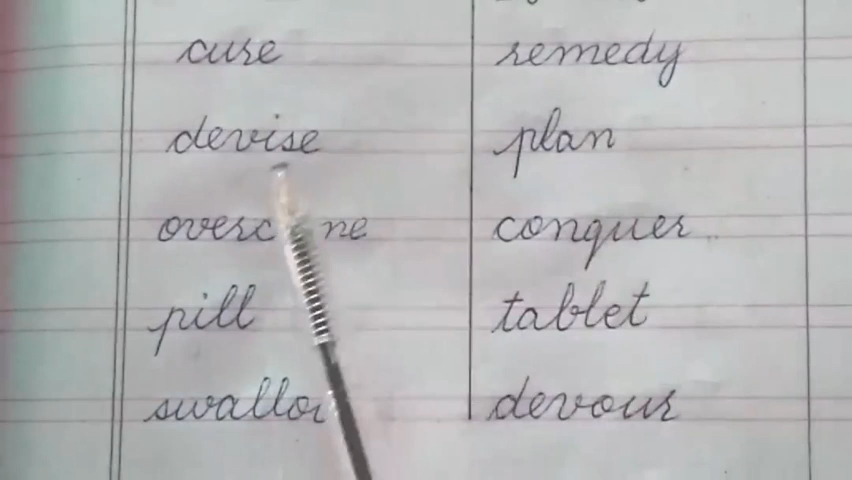 cure remedy
devise plan
conquer
pill tablet
devour